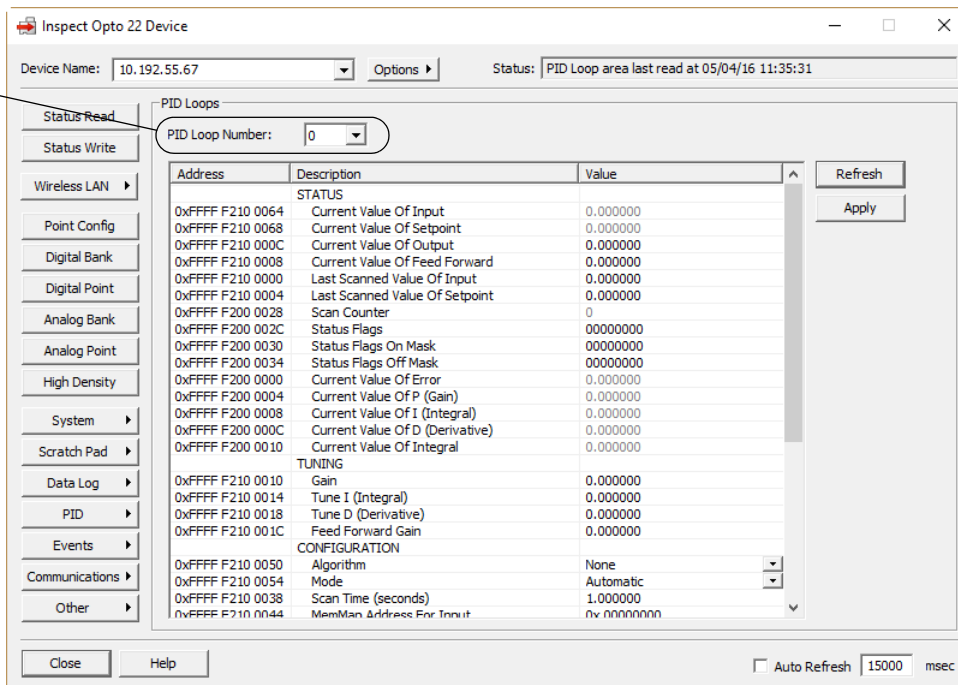 Inspect Opto 22 Device
Device Name: 10.192.55.67 Options Status: PID Loop area last read at 05/04/16 11:35:31
Status Read
Status Write
Wireless LAN
Point Config
Digital Bank
Digital Point
Analog Bank
Analog Point
High Density
System
Scratch Pad
Data Log
PID
Events
Communications
Other
PID Loops
PID Loop Number: 0
Address Description Value
STATUS
0xFFFF F210 0064 Current Value Of Input 0.000000
0xFFFF F210 0068 Current Value Of Setpoint 0.000000
0xFFFF F210 000C Current Value Of Output 0.000000
0xFFFF F210 0008 Current Value Of Feed Forward 0.000000
0xFFFF F210 0000 Last Scanned Value Of Input 0.000000
0xFFFF F210 0004 Last Scanned Value Of Setpoint 0.000000
0xFFFF F200 0028 Scan Counter 0
0xFFFF F200 002C Status Flags 00000000
0xFFFF F200 0030 Status Flags On Mask 00000000
0xFFFF F200 0034 Status Flags Off Mask 00000000
0xFFFF F200 0000 Current Value Of Error 0.000000
0xFFFF F200 0004 Current Value Of P (Gain) 0.000000
0xFFFF F200 0008 Current Value Of I (Integral) 0.000000
0xFFFF F200 000C Current Value Of D (Derivative) 0.000000
0xFFFF F200 0010 Current Value Of Integral 0.000000
TUNING
0xFFFF F210 0010 Gain 0.000000
0xFFFF F210 0014 Tune I (Integral) 0.000000
0xFFFF F210 0018 Tune D (Derivative) 0.000000
0xFFFF F210 001C Feed Forward Gain 0.000000
CONFIGURATION
0xFFFF F210 0050 Algorithm None
0xFFFF F210 0054 Mode Automatic
0xFFFF F210 0038 Scan Time (seconds) 1.000000
0xFFFF F210 0044 MemMap Address For Input 0x 00000000
Refresh
Apply
Close Help Auto Refresh 15000 msec